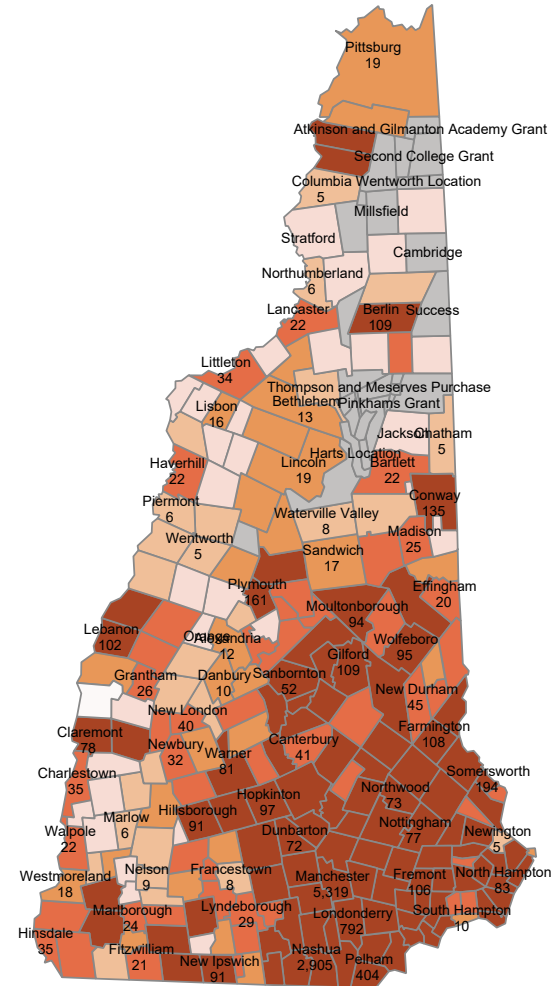 Pittsburg
19
Atkinson and Gilmanton Academy Grant
Second College Grant
Columbia
5
Wentworth Location
Millsfield
Stratford
Cambridge
Northumberland
6
Lancaster
22
Berlin
109
Success
Littleton
34
Thompson and Meserves Purchase
Bethlehem
13
Pinkhams Grant
Lisbon
16
Jackson
Chatham
5
Harts Location
Haverhill
22
Lincoln
19
Bartlett
22
Conway
135
Piermont
6
Waterville Valley
8
Wentworth
5
Madison
25
Sandwich
17
Plymouth
161
Effingham
20
Moultonborough
94
Lebanon
102
Orange
Alexandria
12
Wolfeboro
95
Gilford
109
Grantham
26
Danbury
10
Sanbornton
52
New Durham
45
New London
40
Claremont
78
Newbury
32
Warner
81
Canterbury
41
Farmington
108
Charlestown
35
Somersworth
194
Hopkinton
97
Northwood
73
Marlow
6
Hillsborough
91
Walpole
22
Dunbarton
72
Nottingham
77
Newington
5
Westmoreland
18
Nelson
9
Francestown
8
Manchester
5,319
Fremont
106
North Hampton
83
Marlborough
24
Lyndeborough
29
Londonderry
792
South Hampton
10
Hinsdale
35
Fitzwilliam
21
New Ipswich
91
Nashua
2,905
Pelham
404